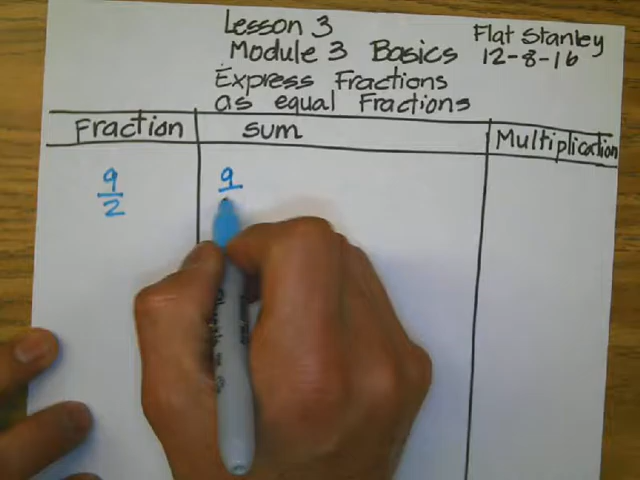 Lesson 3
Module 3 Basics
Express Fractions
as equal Fractions
Flat Stanley
12-8-16
Fraction
sum
Multiplication
9
2
9